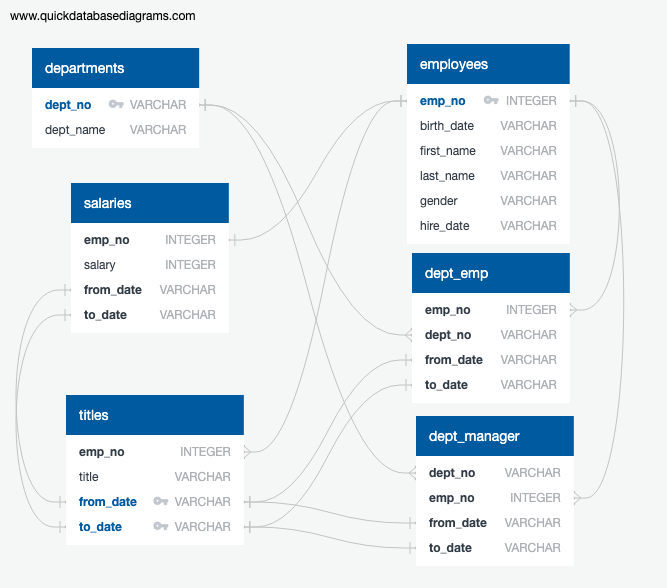 www.quickdatabasediagrams.com
departments
dept_no VARCHAR
dept_name VARCHAR
employees
emp_no INTEGER
birth_date VARCHAR
first_name VARCHAR
last_name VARCHAR
gender VARCHAR
hire_date VARCHAR
salaries
emp_no INTEGER
salary INTEGER
from_date VARCHAR
to_date VARCHAR
dept_emp
emp_no INTEGER
dept_no VARCHAR
from_date VARCHAR
to_date VARCHAR
titles
emp_no INTEGER
title VARCHAR
from_date VARCHAR
to_date VARCHAR
dept_manager
dept_no VARCHAR
emp_no INTEGER
from_date VARCHAR
to_date VARCHAR